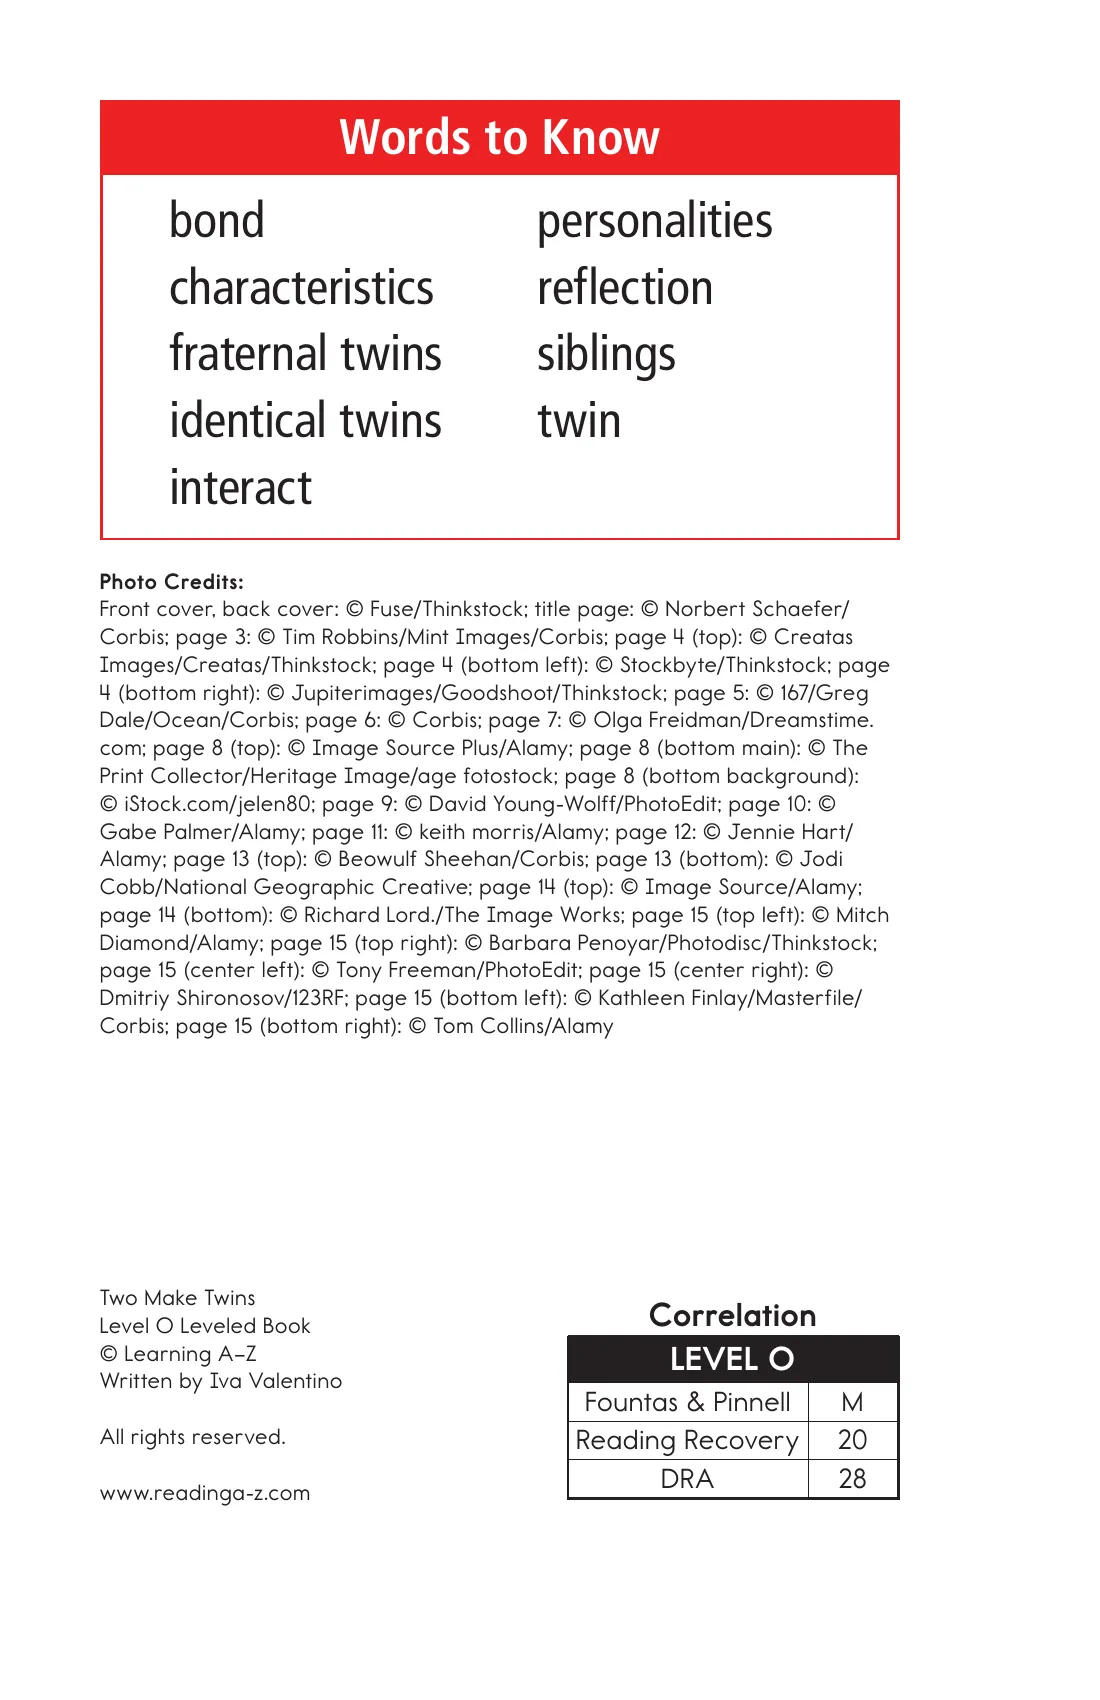 Words to Know
bond
characteristics
fraternal twins
identical twins
interact
personalities
reflection
siblings
twin
Photo Credits:
Front cover, back cover: © Fuse/Thinkstock; title page: © Norbert Schaefer/
Corbis; page 3: © Tim Robbins/Mint Images/Corbis; page 4 (top): © Creatas
Images/Creatas/Thinkstock; page 4 (bottom left): © Stockbyte/Thinkstock; page
4 (bottom right): © Jupiterimages/Goodshoot/Thinkstock; page 5: © 167/Greg
Dale/Ocean/Corbis; page 6: © Corbis; page 7: © Olga Freidman/Dreamstime.
com; page 8 (top): © Image Source Plus/Alamy; page 8 (bottom main): © The
Print Collector/Heritage Image/age fotostock; page 8 (bottom background):
© iStock.com/jelen80; page 9: © David Young-Wolff/PhotoEdit; page 10: ©
Gabe Palmer/Alamy; page 11: © keith morris/Alamy; page 12: © Jennie Hart/
Alamy; page 13 (top): © Beowulf Sheehan/Corbis; page 13 (bottom): © Jodi
Cobb/National Geographic Creative; page 14 (top): © Image Source/Alamy;
page 14 (bottom): © Richard Lord./The Image Works; page 15 (top left): © Mitch
Diamond/Alamy; page 15 (top right): © Barbara Penoyar/Photodisc/Thinkstock;
page 15 (center left): © Tony Freeman/PhotoEdit; page 15 (center right): ©
Dmitriy Shironosov/123RF; page 15 (bottom left): © Kathleen Finlay/Masterfile/
Corbis; page 15 (bottom right): © Tom Collins/Alamy
Two Make Twins
Level O Leveled Book
© Learning A–Z
Written by Iva Valentino
All rights reserved.
www.readinga-z.com
Correlation
LEVEL O
Fountas & Pinnell M
Reading Recovery 20
DRA 28